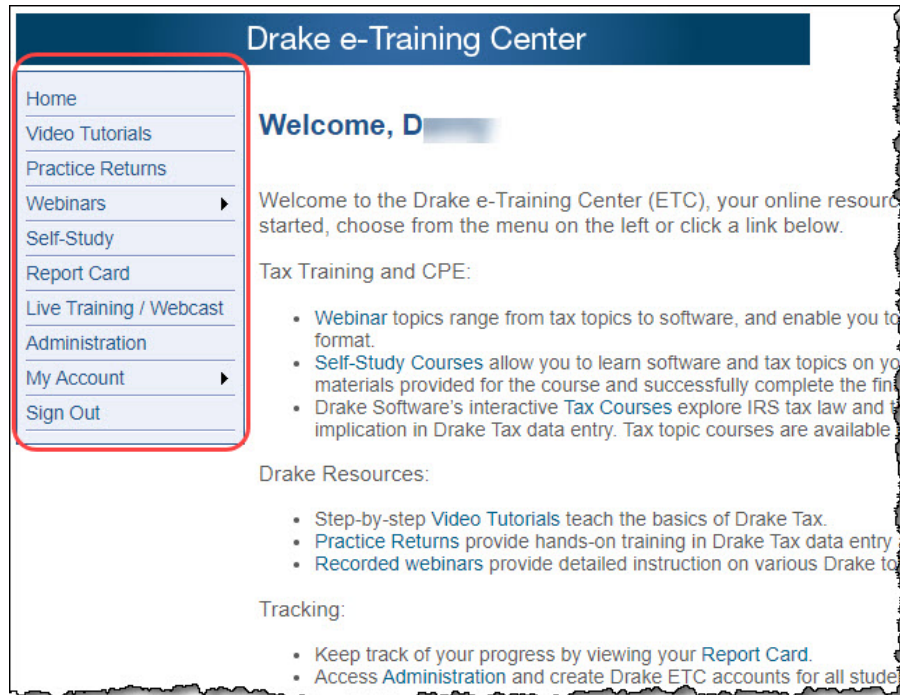 Drake e-Training Center
Home
Video Tutorials
Practice Returns
Webinars
Self-Study
Report Card
Live Training / Webcast
Administration
My Account
Sign Out
Welcome, D
Welcome to the Drake e-Training Center (ETC), your online
started, choose from the menu on the left or click a link below.
Tax Training and CPE:
Webinar topics range from tax topics to software, and enable you to
format.
Self-Study Courses allow you to learn software and tax topics on
materials provided for the course and successfully complete the
Drake Software's interactive Tax Courses explore IRS tax law and
implication in Drake Tax data entry. Tax topic courses are available
Drake Resources:
Step-by-step Video Tutorials teach the basics of Drake Tax.
Practice Returns provide hands-on training in Drake Tax data entry
Recorded webinars provide detailed instruction on various Drake
Tracking:
Keep track of your progress by viewing your Report Card.
Access Administration and create Drake ETC accounts for all